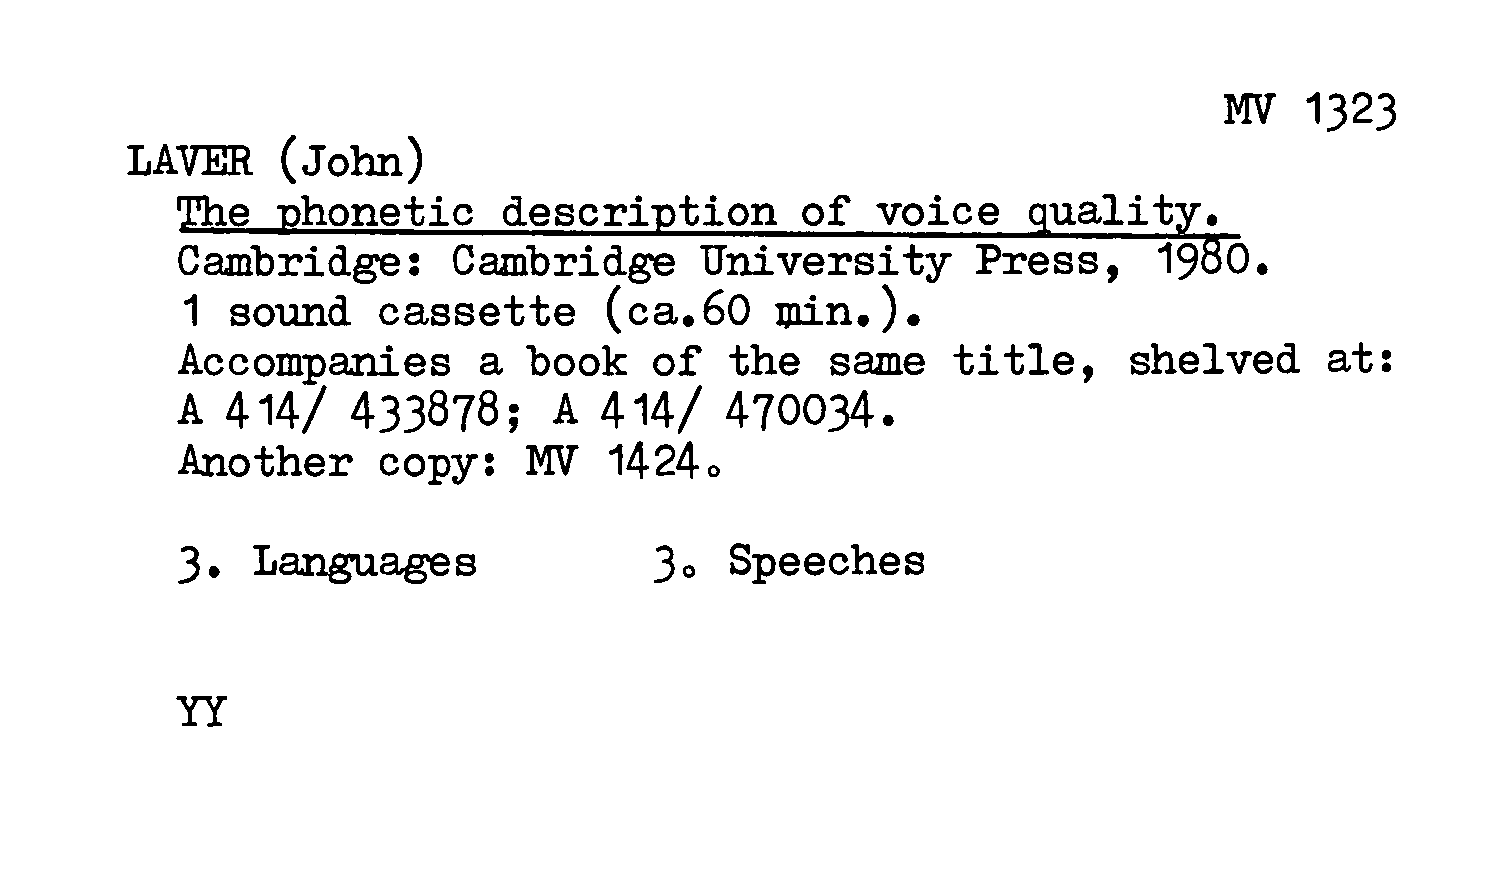 MV 1323
LAVER (John)
The phonetic description of voice quality.
Cambridge: Cambridge University Press, 1980.
1 sound cassette (ca.60 min.).
Accompanies a book of the same title, shelved at:
A 414/ 433878; A 414/ 470034.
Another copy: MV 1424.
3. Languages 3. Speeches
YY